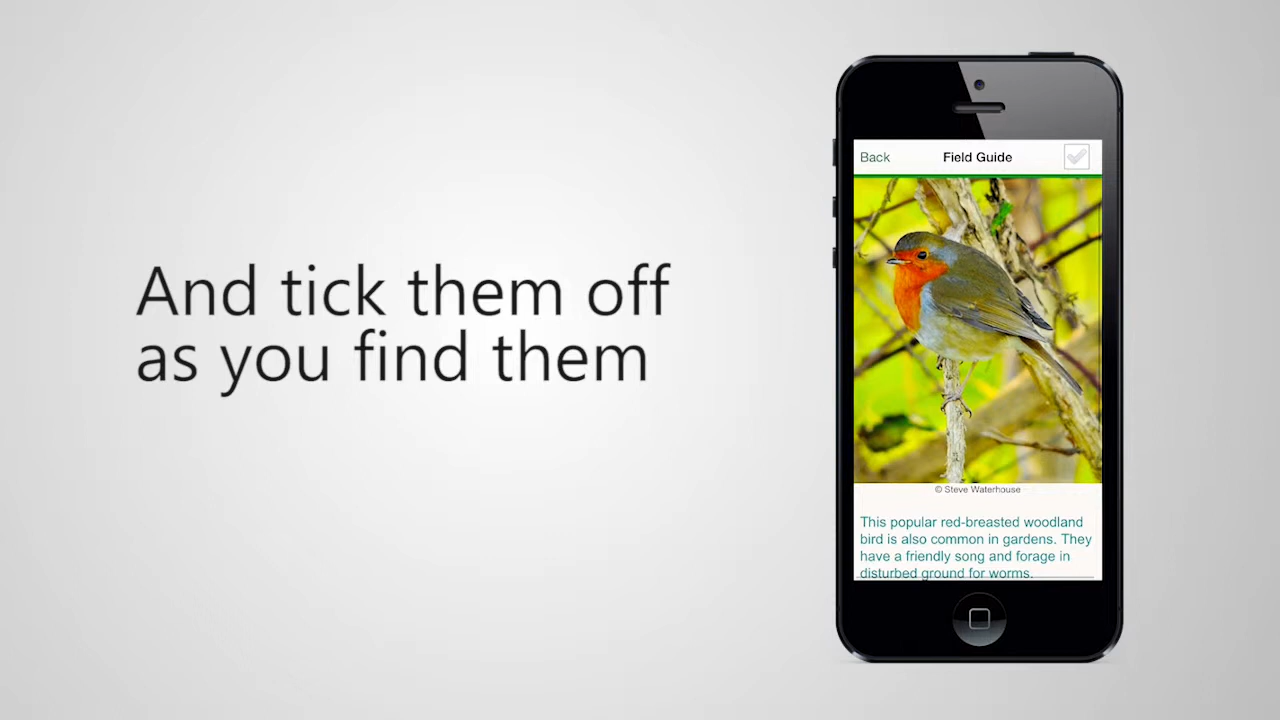 And tick them off
as you find them
Back Field Guide
© Steve Waterhouse
This popular red-breasted woodland
bird is also common in gardens. They
have a friendly song and forage in
disturbed ground for worms.